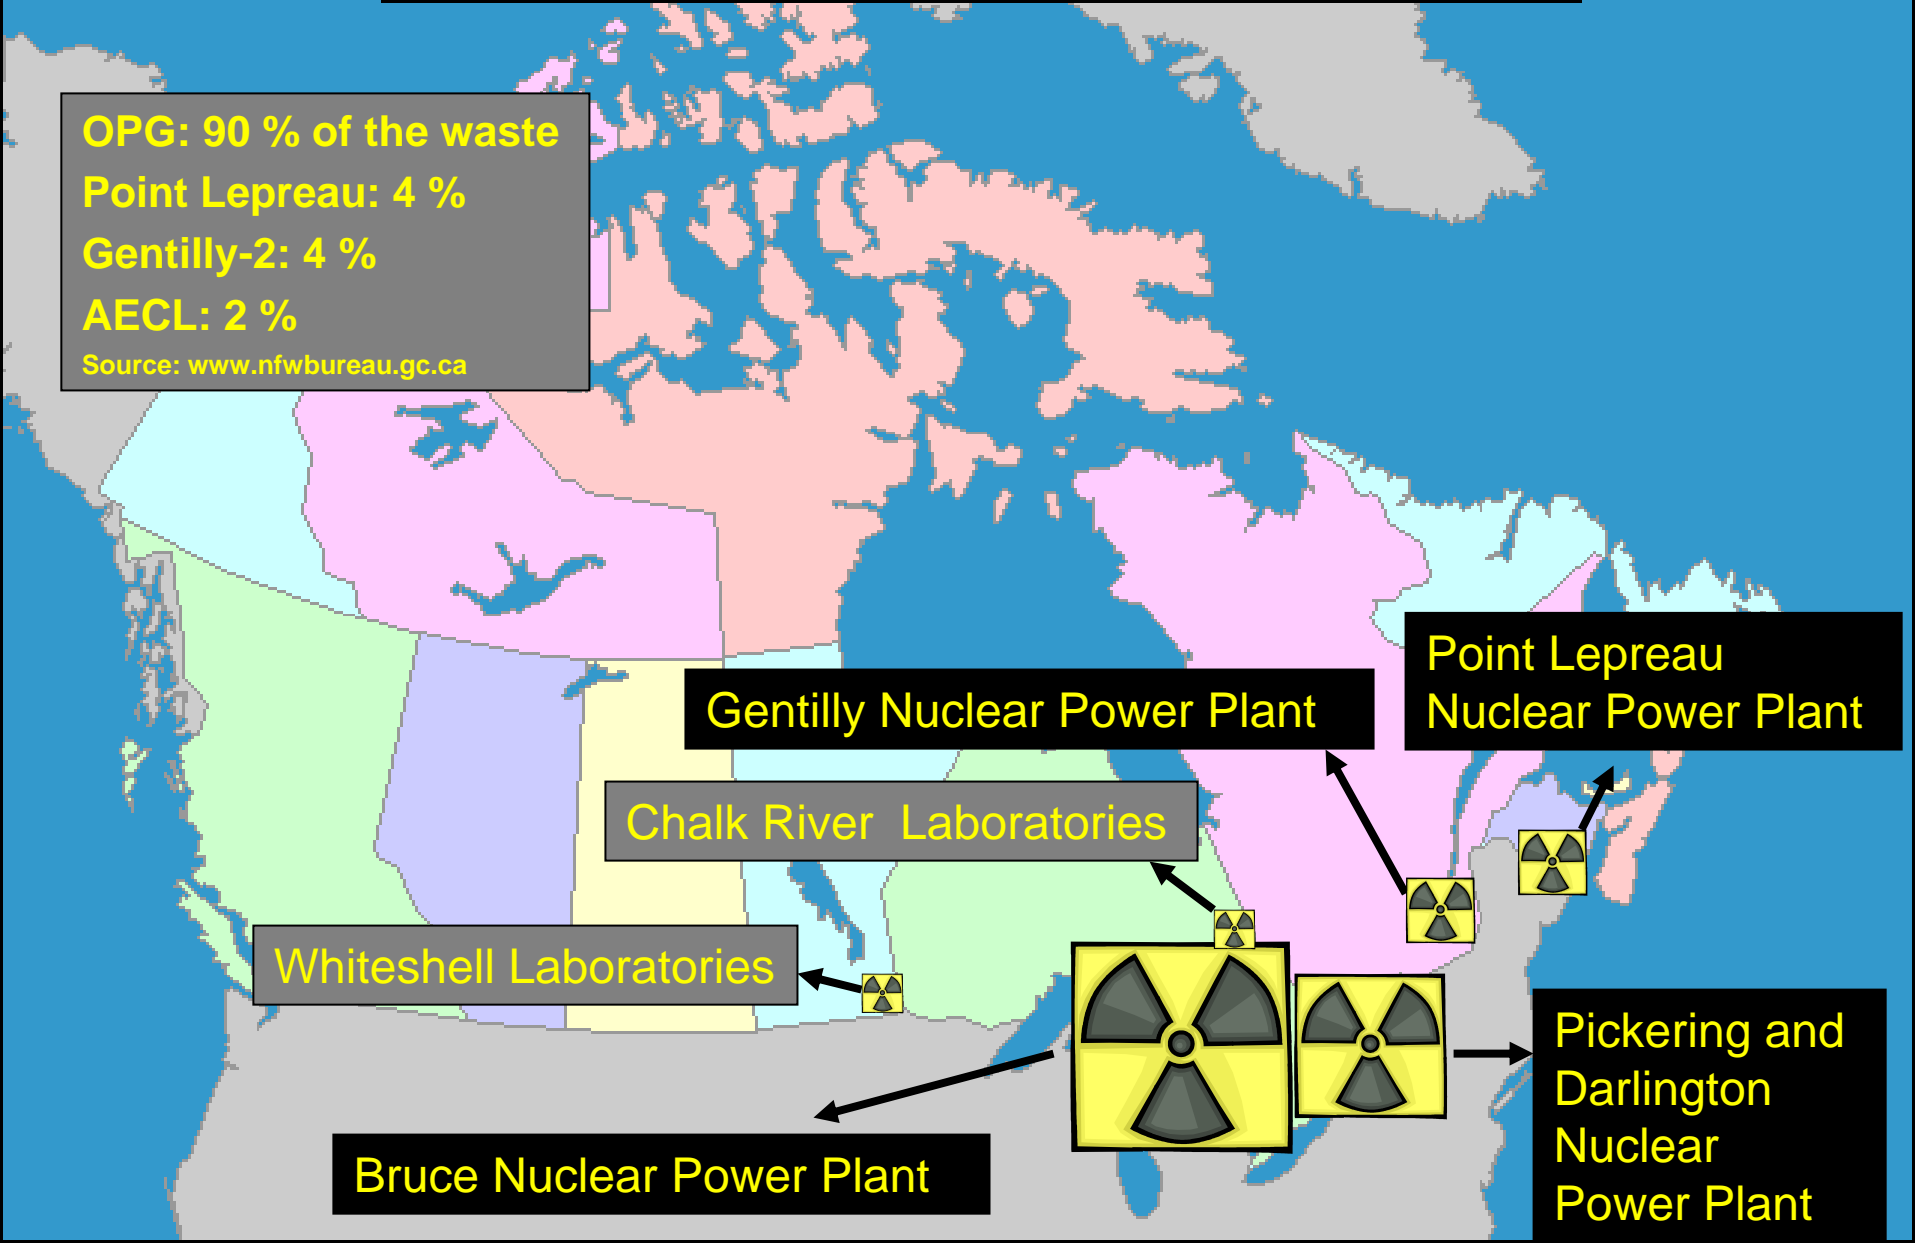 OPG: 90 % of the waste
Point Lepreau: 4 %
Gentilly-2: 4 %
AECL: 2 %
Source: www.nfwbureau.gc.ca
Point Lepreau
Nuclear Power Plant
Gentilly Nuclear Power Plant
Chalk River  Laboratories
Whiteshell Laboratories
Pickering and
Darlington
Nuclear
Power Plant
Bruce Nuclear Power Plant